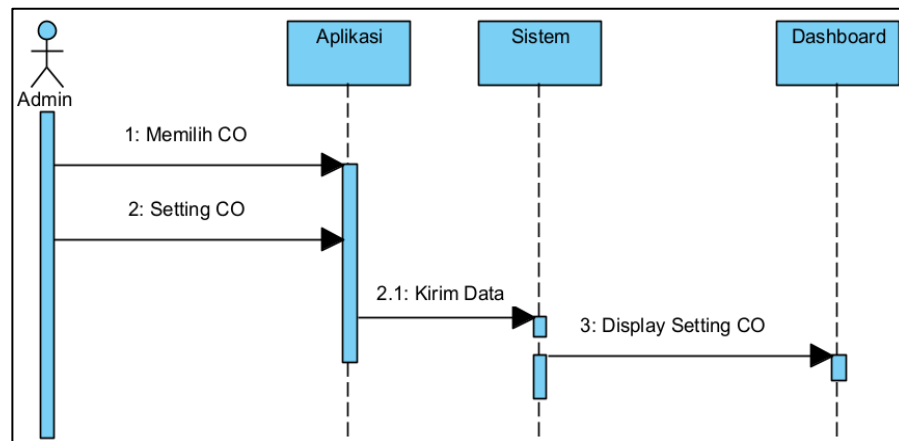 Aplikasi
Sistem
Dashboard
Admin
1: Memilih CO
2: Setting CO
2.1: Kirim Data
3: Display Setting CO